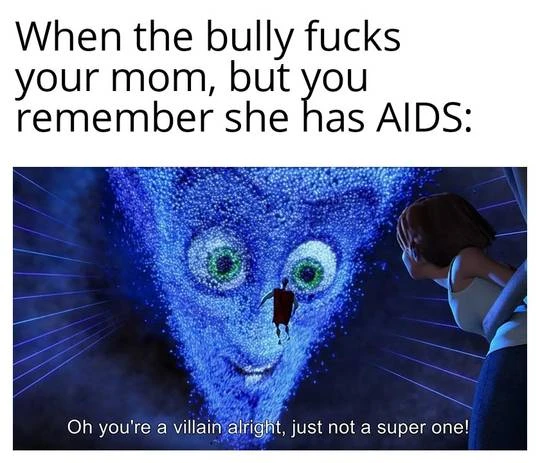 When the bully fucks
your mom, but you
remember she has AIDS:
Oh you're a villain alright, just not a super one!